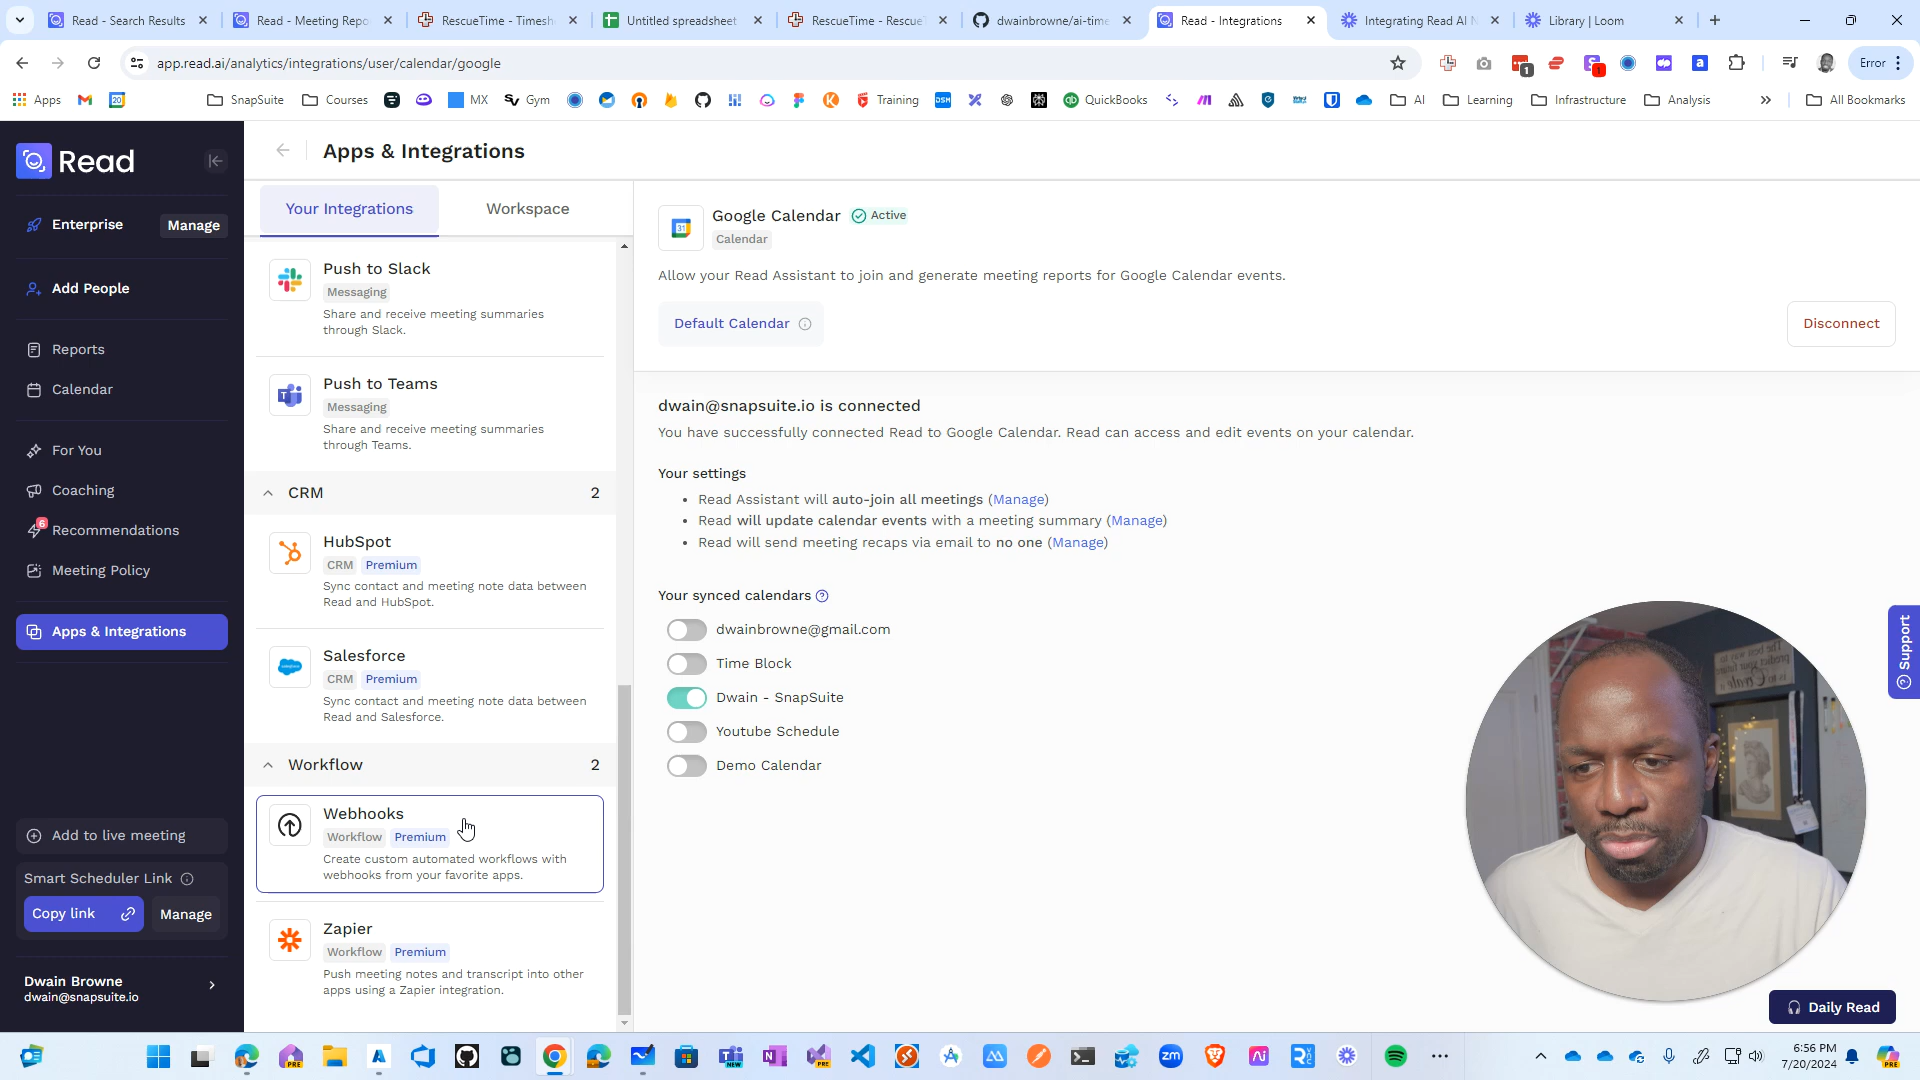 Read - Search Results
Read - Meeting Repo
RescueTime - Timesh
Untitled spreadsheet
RescueTime - Rescue
dwainbrowne/ai-time
Read - Integrations
Integrating Read AI N
Library | Loom
app.read.ai/analytics/integrations/user/calendar/google
Error
Apps
SnapSuite
Courses
MX
Gym
Training
QuickBooks
AI
Learning
Infrastructure
Analysis
All Bookmarks
Read
Enterprise
Manage
Add People
Reports
Calendar
For You
Coaching
6
Recommendations
Meeting Policy
Apps & Integrations
Add to live meeting
Smart Scheduler Link
Copy link
Manage
Dwain Browne
dwain@snapsuite.io
Apps & Integrations
Your Integrations
Workspace
Push to Slack
Messaging
Share and receive meeting summaries
through Slack.
Push to Teams
Messaging
Share and receive meeting summaries
through Teams.
CRM 2
HubSpot
CRM Premium
Sync contact and meeting note data between
Read and HubSpot.
Salesforce
CRM Premium
Sync contact and meeting note data between
Read and Salesforce.
Workflow 2
Webhooks
Workflow Premium
Create custom automated workflows with
webhooks from your favorite apps.
Zapier
Workflow Premium
Push meeting notes and transcript into other
apps using a Zapier integration.
Google Calendar Active
Calendar
Allow your Read Assistant to join and generate meeting reports for Google Calendar events.
Default Calendar
Disconnect
dwain@snapsuite.io is connected
You have successfully connected Read to Google Calendar. Read can access and edit events on your calendar.
Your settings
• Read Assistant will auto-join all meetings (Manage)
• Read will update calendar events with a meeting summary (Manage)
• Read will send meeting recaps via email to no one (Manage)
Your synced calendars
dwainbrowne@gmail.com
Time Block
Dwain - SnapSuite
Youtube Schedule
Demo Calendar
Support
Daily Read
6:56 PM
7/20/2024